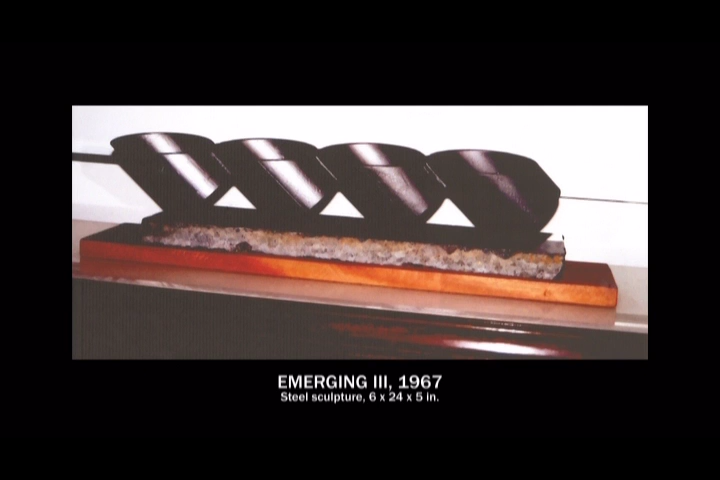 EMERGING III, 1967
Steel sculpture, 6 x 24 x 5 in.